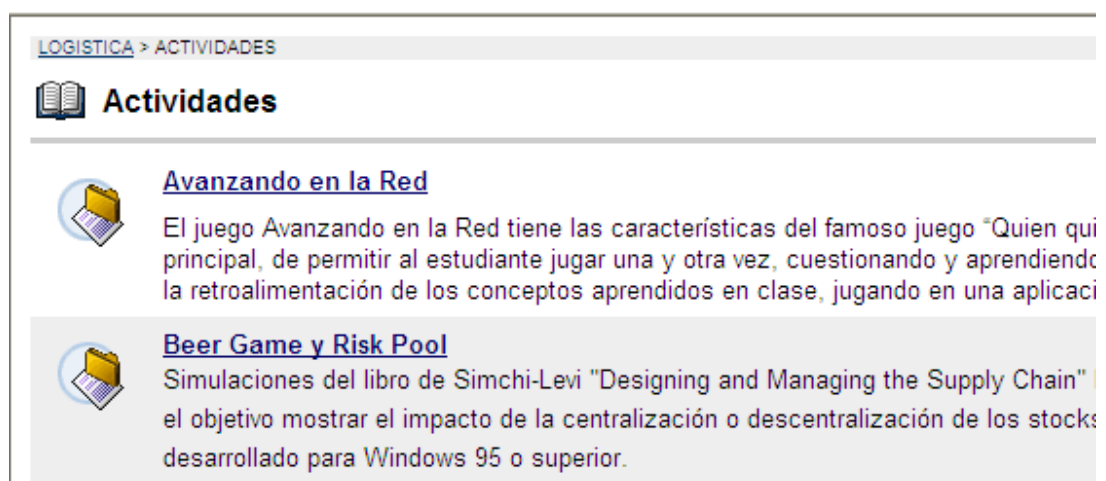 LOGISTICA > ACTIVIDADES
Actividades
Avanzando en la Red
El juego Avanzando en la Red tiene las características del famoso juego “Quien qui
principal, de permitir al estudiante jugar una y otra vez, cuestionando y aprendiendo
la retroalimentación de los conceptos aprendidos en clase, jugando en una aplicaci
Beer Game y Risk Pool
Simulaciones del libro de Simchi-Levi "Designing and Managing the Supply Chain"
el objetivo mostrar el impacto de la centralización o descentralización de los stocks
desarrollado para Windows 95 o superior.